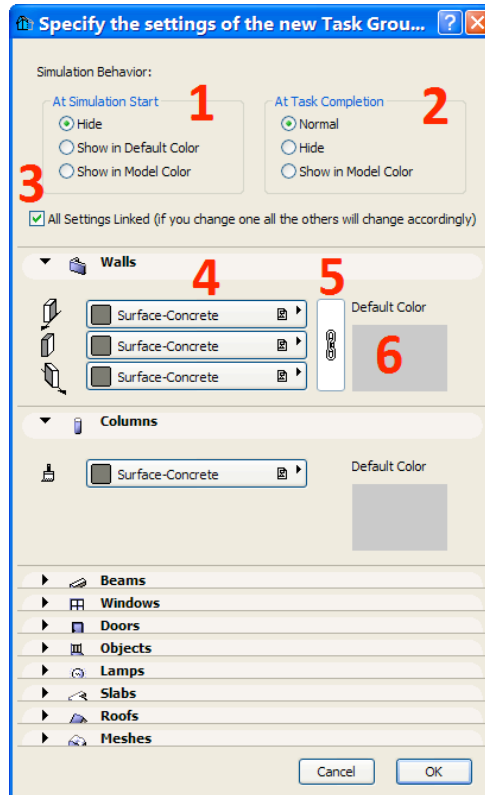 Specify the settings of the new Task Grou...
Simulation Behavior:
At Simulation Start 1
Hide
Show in Default Color
Show in Model Color
At Task Completion 2
Normal
Hide
Show in Model Color
3
All Settings Linked (if you change one all the others will change accordingly)
Walls
4
5
Surface-Concrete
Surface-Concrete
Surface-Concrete
Default Color
6
Columns
Surface-Concrete
Default Color
Beams
Windows
Doors
Objects
Lamps
Slabs
Roofs
Meshes
Cancel OK